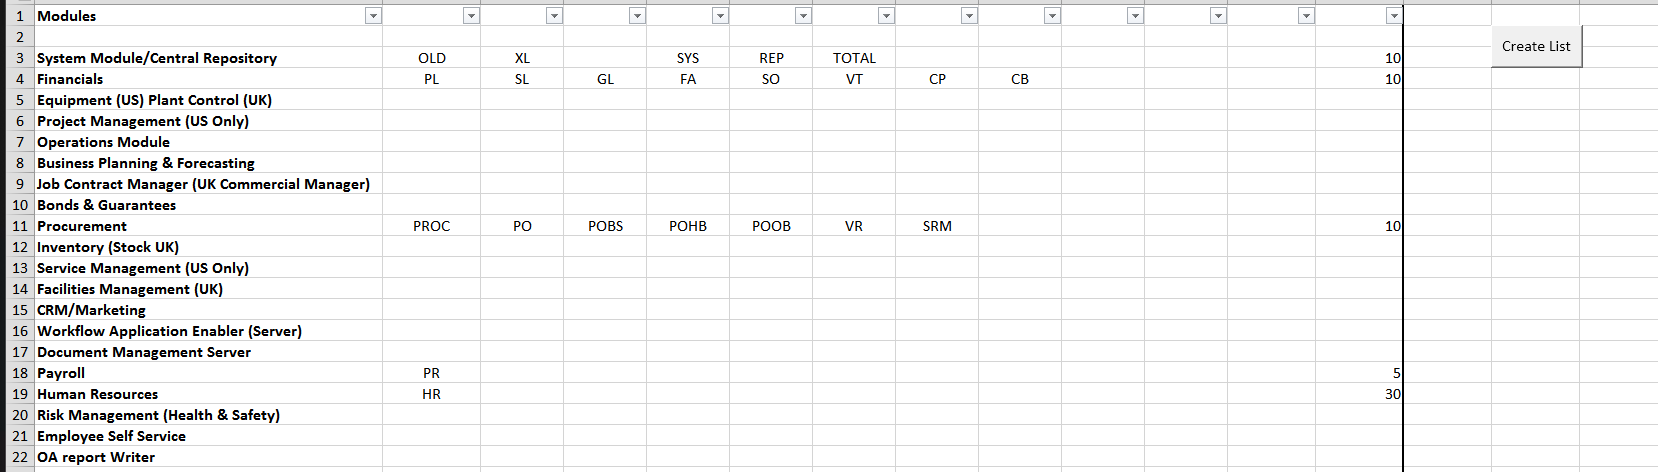 1 Modules
2
3 System Module/Central Repository OLD XL SYS REP TOTAL 10
Create List
4 Financials PL SL GL FA SO VT CP CB 10
5 Equipment (US) Plant Control (UK)
6 Project Management (US Only)
7 Operations Module
8 Business Planning & Forecasting
9 Job Contract Manager (UK Commercial Manager)
10 Bonds & Guarantees
11 Procurement PROC PO POBS POHB POOB VR SRM 10
12 Inventory (Stock UK)
13 Service Management (US Only)
14 Facilities Management (UK)
15 CRM/Marketing
16 Workflow Application Enabler (Server)
17 Document Management Server
18 Payroll PR 5
19 Human Resources HR 30
20 Risk Management (Health & Safety)
21 Employee Self Service
22 OA report Writer